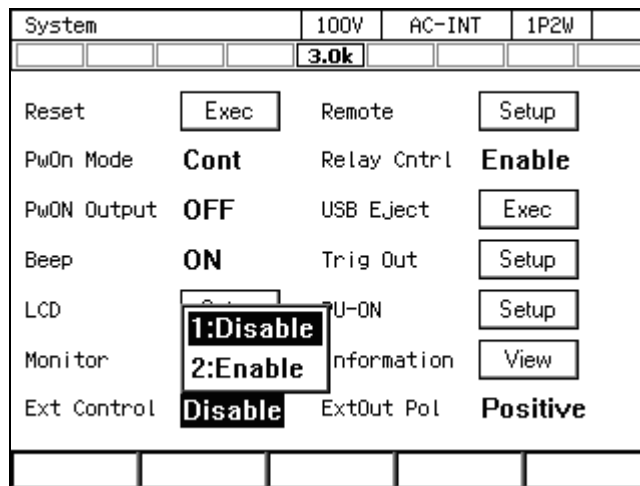 System 100V AC-INT 1P2W
3.0k
Reset Exec Remote Setup
PwOn Mode Cont Relay Cntrl Enable
PwON Output OFF USB Eject Exec
Beep ON Trig Out Setup
LCD PU-ON Setup
1:Disable
Monitor 2:Enable Information View
Ext Control Disable ExtOut Pol Positive